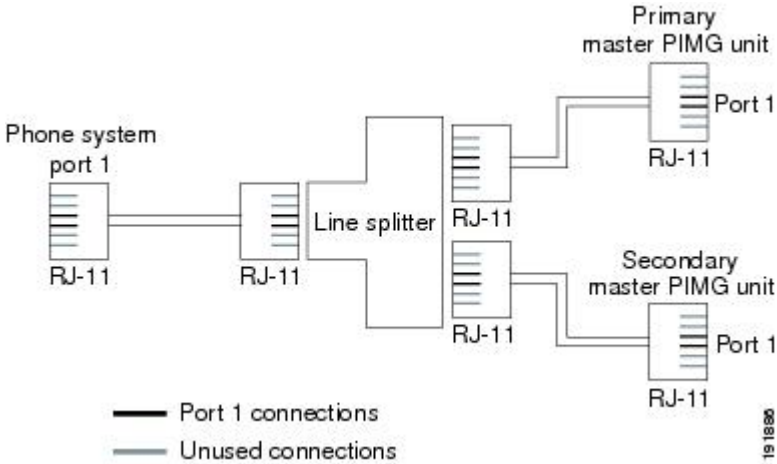 Primary
master PIMG unit
Port 1
RJ-11
Phone system
port 1
RJ-11
RJ-11
Line splitter
RJ-11
RJ-11
Secondary
master PIMG unit
Port 1
RJ-11
Port 1 connections
Unused connections
191886